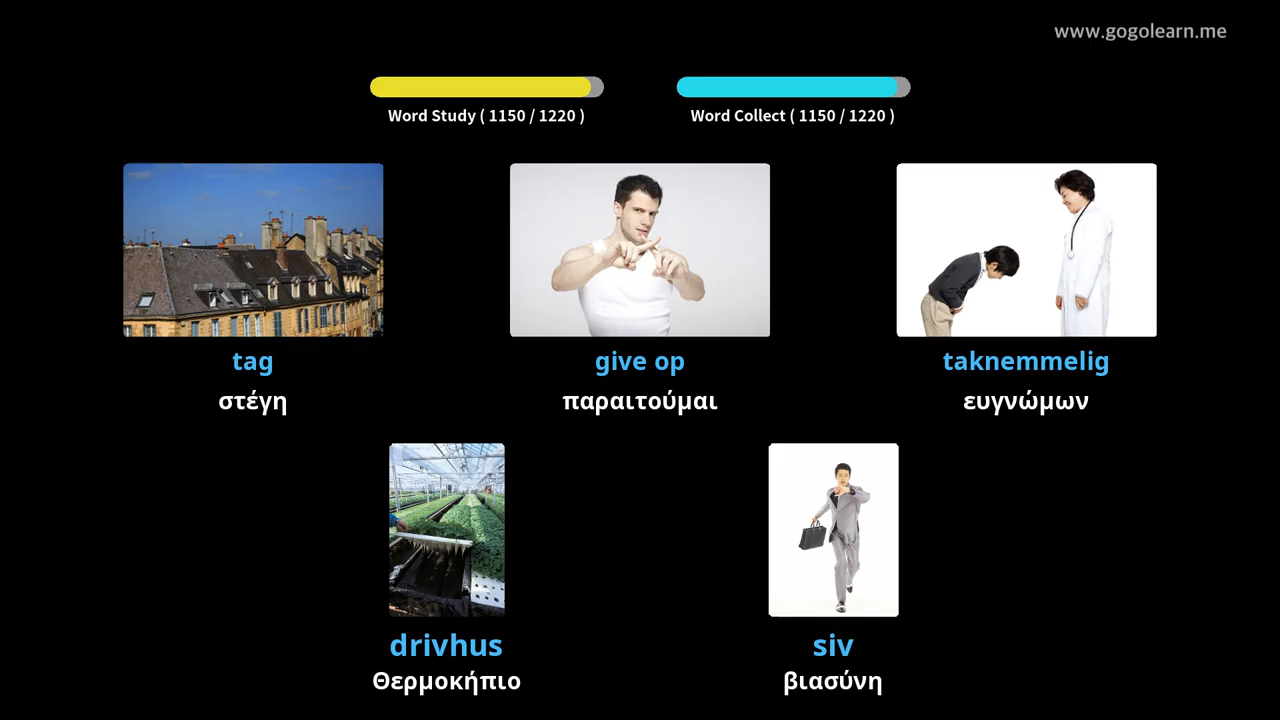 www.gogolearn.me
Word Study ( 1150 / 1220 )
Word Collect ( 1150 / 1220 )
tag
στέγη
give op
παραιτούμαι
taknemmelig
ευγνώμων
drivhus
Θερμοκήπιο
siv
βιασύνη